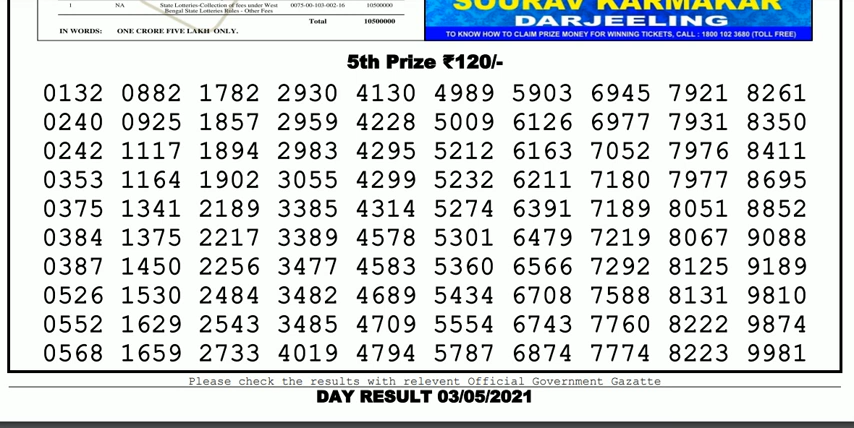 SOURAV KARMAKAR
DARJEELING
TO KNOW HOW TO CLAIM PRIZE MONEY FOR WINNING TICKETS, CALL : 1800 102 3680 (TOLL FREE)
1 NA State Lotteries-Collection of fees under West 0075-00-103-002-16 10500000
Bengal State Lotteries Rules - Other Fees
Total 10500000
IN WORDS: ONE CRORE FIVE LAKH ONLY.
5th Prize ₹120/-
0132 0882 1782 2930 4130 4989 5903 6945 7921 8261
0240 0925 1857 2959 4228 5009 6126 6977 7931 8350
0242 1117 1894 2983 4295 5212 6163 7052 7976 8411
0353 1164 1902 3055 4299 5232 6211 7180 7977 8695
0375 1341 2189 3385 4314 5274 6391 7189 8051 8852
0384 1375 2217 3389 4578 5301 6479 7219 8067 9088
0387 1450 2256 3477 4583 5360 6566 7292 8125 9189
0526 1530 2484 3482 4689 5434 6708 7588 8131 9810
0552 1629 2543 3485 4709 5554 6743 7760 8222 9874
0568 1659 2733 4019 4794 5787 6874 7774 8223 9981
Please check the results with relevent Official Government Gazatte
DAY RESULT 03/05/2021